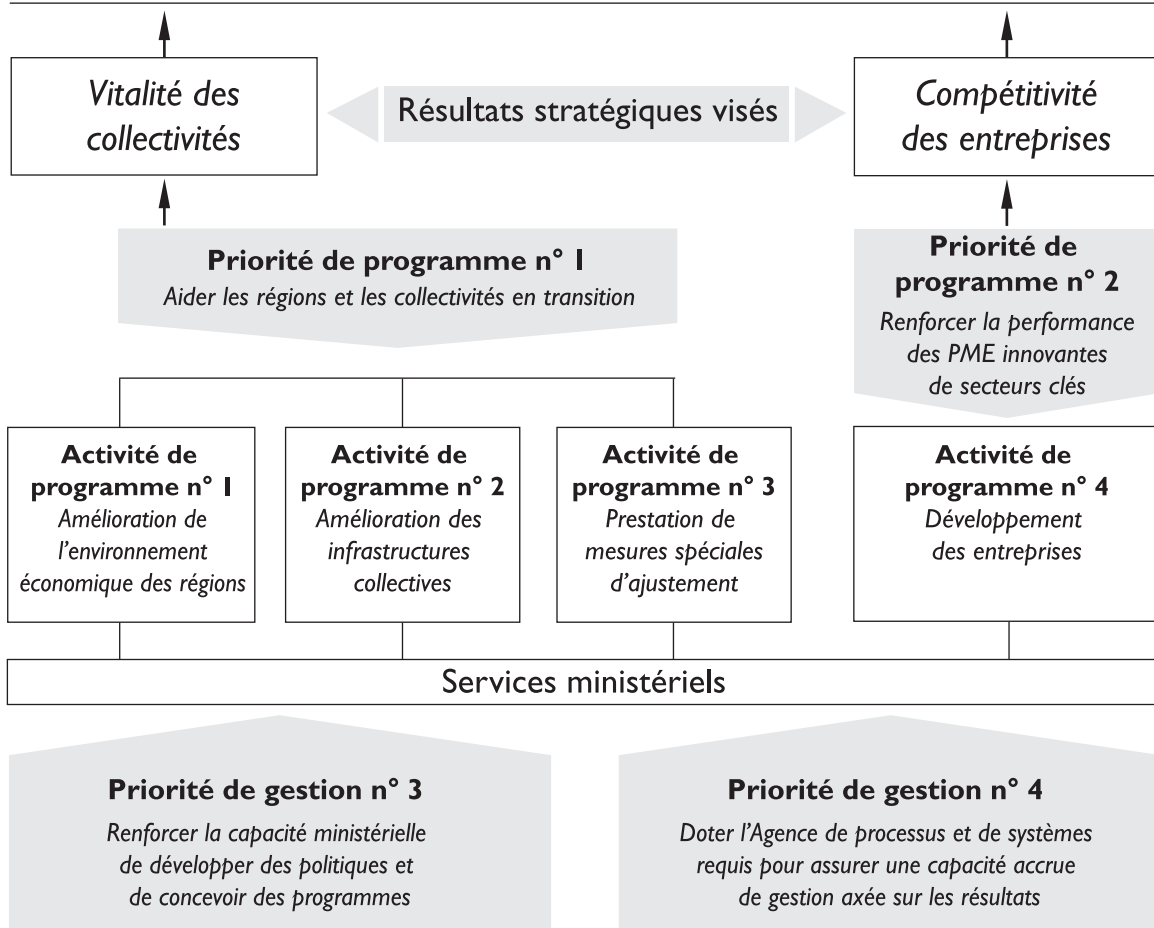 Vitalité des
collectivités
Résultats stratégiques visés
Compétitivité
des entreprises
Priorité de programme n° 1
Aider les régions et les collectivités en transition
Priorité de
programme n° 2
Renforcer la performance
des PME innovantes
de secteurs clés
Activité de
programme n° 1
Amélioration de
l’environnement
économique des régions
Activité de
programme n° 2
Amélioration des
infrastructures
collectives
Activité de
programme n° 3
Prestation de
mesures spéciales
d’ajustement
Activité de
programme n° 4
Développement
des entreprises
Services ministériels
Priorité de gestion n° 3
Renforcer la capacité ministérielle
de développer des politiques et
de concevoir des programmes
Priorité de gestion n° 4
Doter l’Agence de processus et de systèmes
requis pour assurer une capacité accrue
de gestion axée sur les résultats